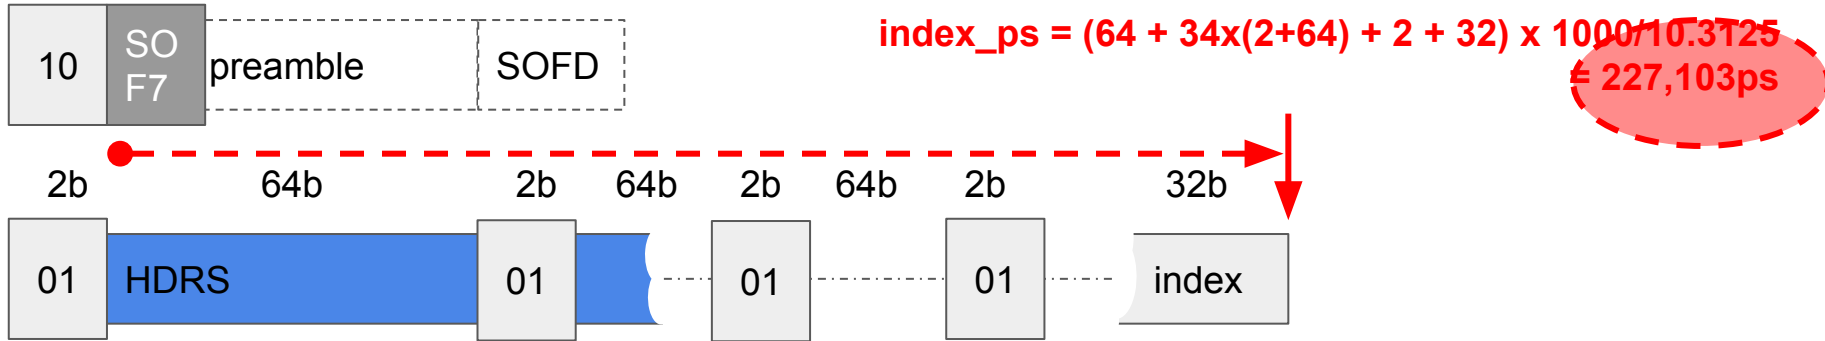 index_ps = (64 + 34x(2+64) + 2 + 32) x 1000/10.3125
= 227,103ps
10
SO
F7
preamble
SOFD
2b 64b 2b 64b 2b 64b 2b 32b
01 HDRS 01 01 01 index